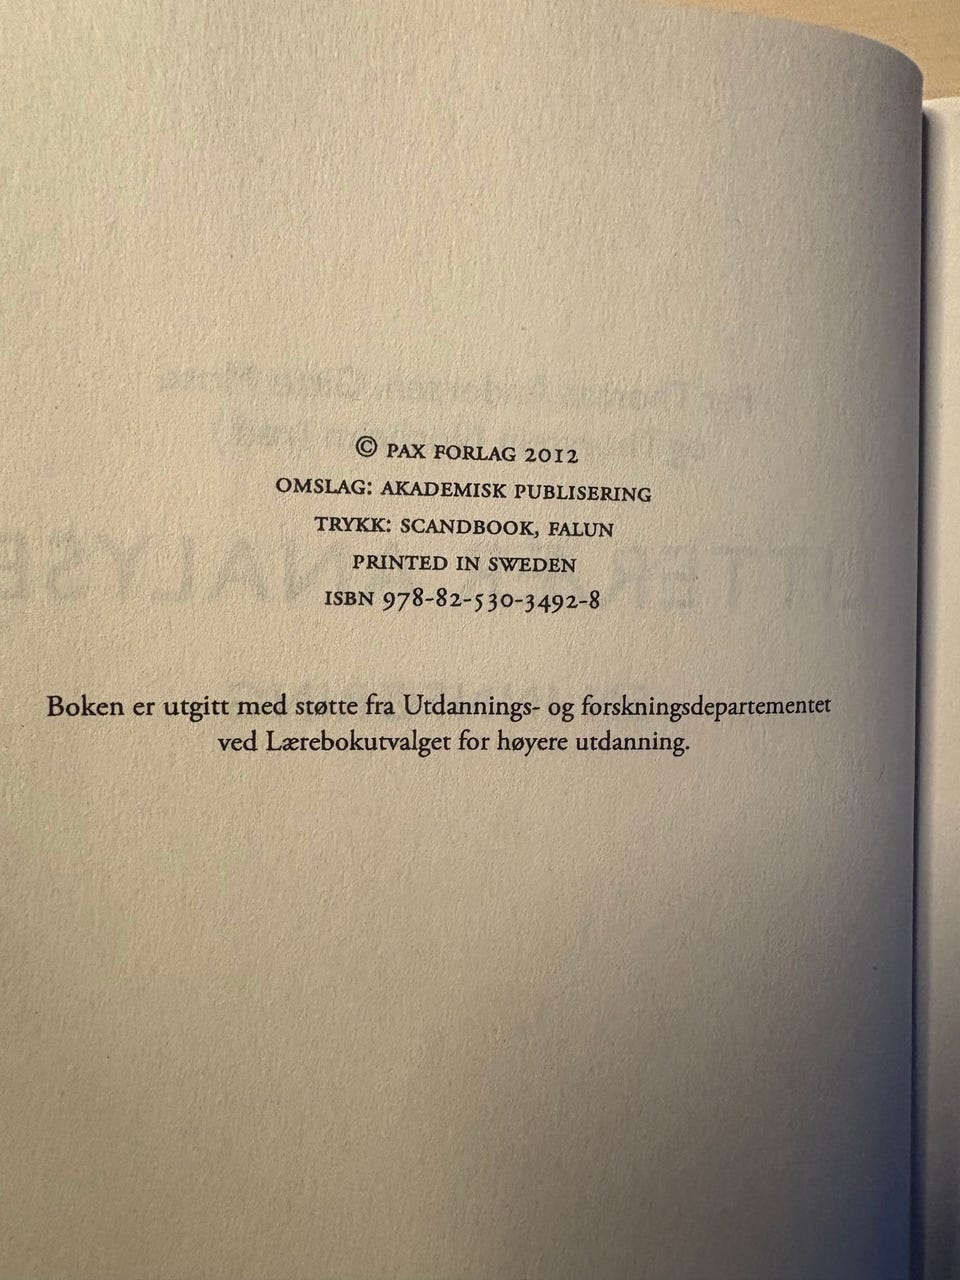 © PAX FORLAG 2012
OMSLAG: AKADEMISK PUBLISERING
TRYKK: SCANDBOOK, FALUN
PRINTED IN SWEDEN
ISBN 978-82-530-3492-8
Boken er utgitt med støtte fra Utdannings- og forskningsdepartementet
ved Lærebokutvalget for høyere utdanning.